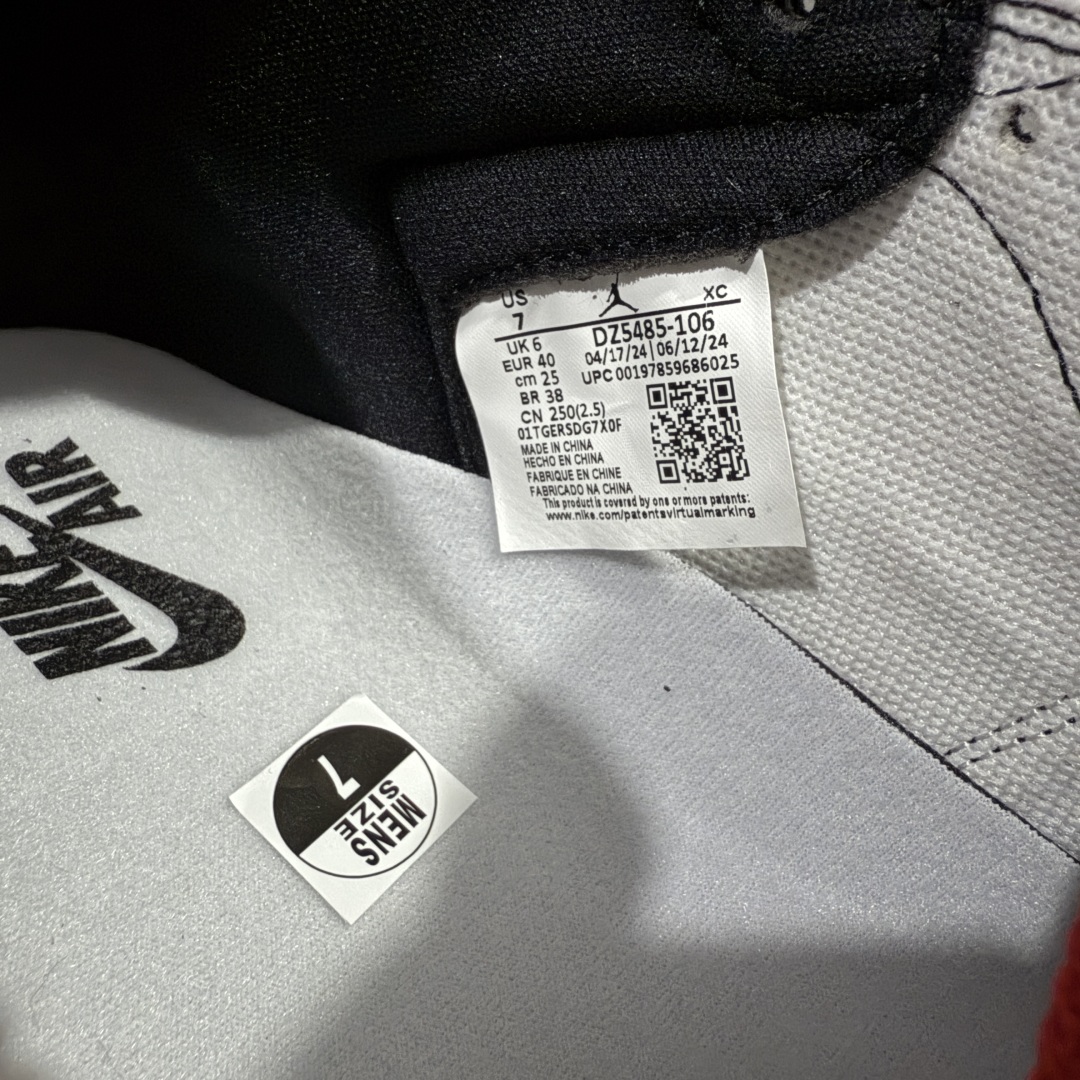 US
XC
7
DZ5485-106
UK 6
04/17/24|06/12/24
EUR 40
UPC 00197859686025
cm 25
BR 38
CN 250(2.5)
01TGERSDG7X0F
MADE IN CHINA
HECHO EN CHINA
FABRIQUE EN CHINE
FABRICADO NA CHINA
This product is covered by one or more patents:
www.nike.com/patentsvirtualmarking
NIKE AIR
7
MENS
SIZE